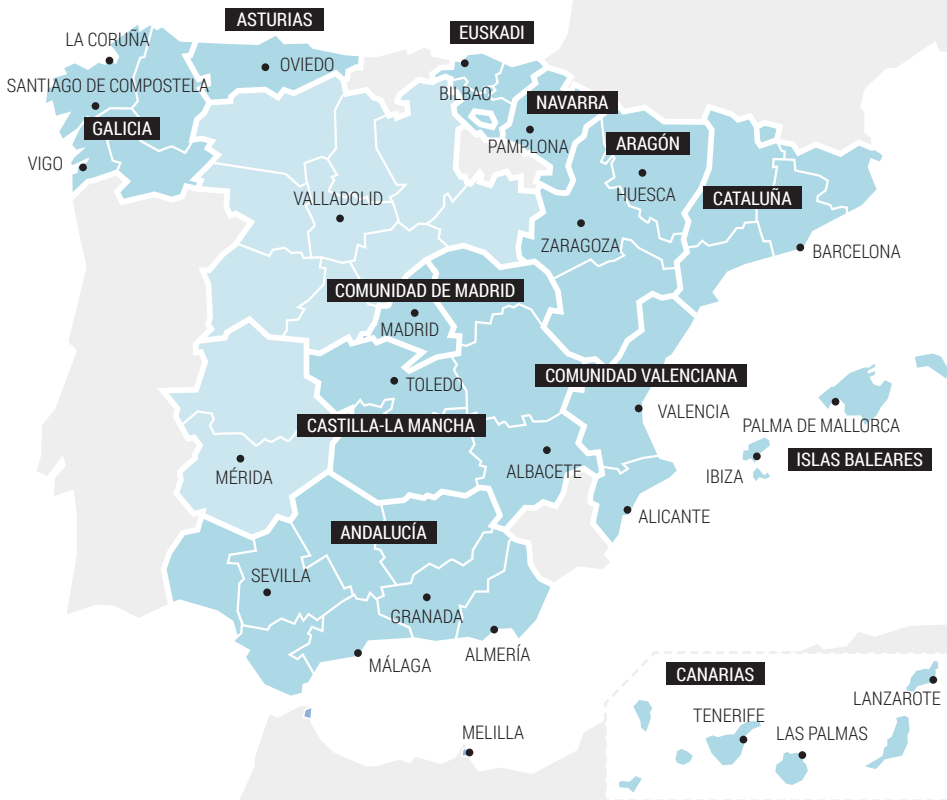 ASTURIAS
EUSKADI
LA CORUÑA
OVIEDO
SANTIAGO DE COMPOSTELA
BILBAO
NAVARRA
GALICIA
PAMPLONA
ARAGÓN
VIGO
HUESCA
VALLADOLID
CATALUÑA
ZARAGOZA
BARCELONA
COMUNIDAD DE MADRID
MADRID
COMUNIDAD VALENCIANA
TOLEDO
VALENCIA
CASTILLA-LA MANCHA
PALMA DE MALLORCA
ISLAS BALEARES
MÉRIDA
ALBACETE
IBIZA
ALICANTE
ANDALUCÍA
SEVILLA
GRANADA
ALMERÍA
MÁLAGA
CANARIAS
LANZAROTE
TENERIFE
MELILLA
LAS PALMAS